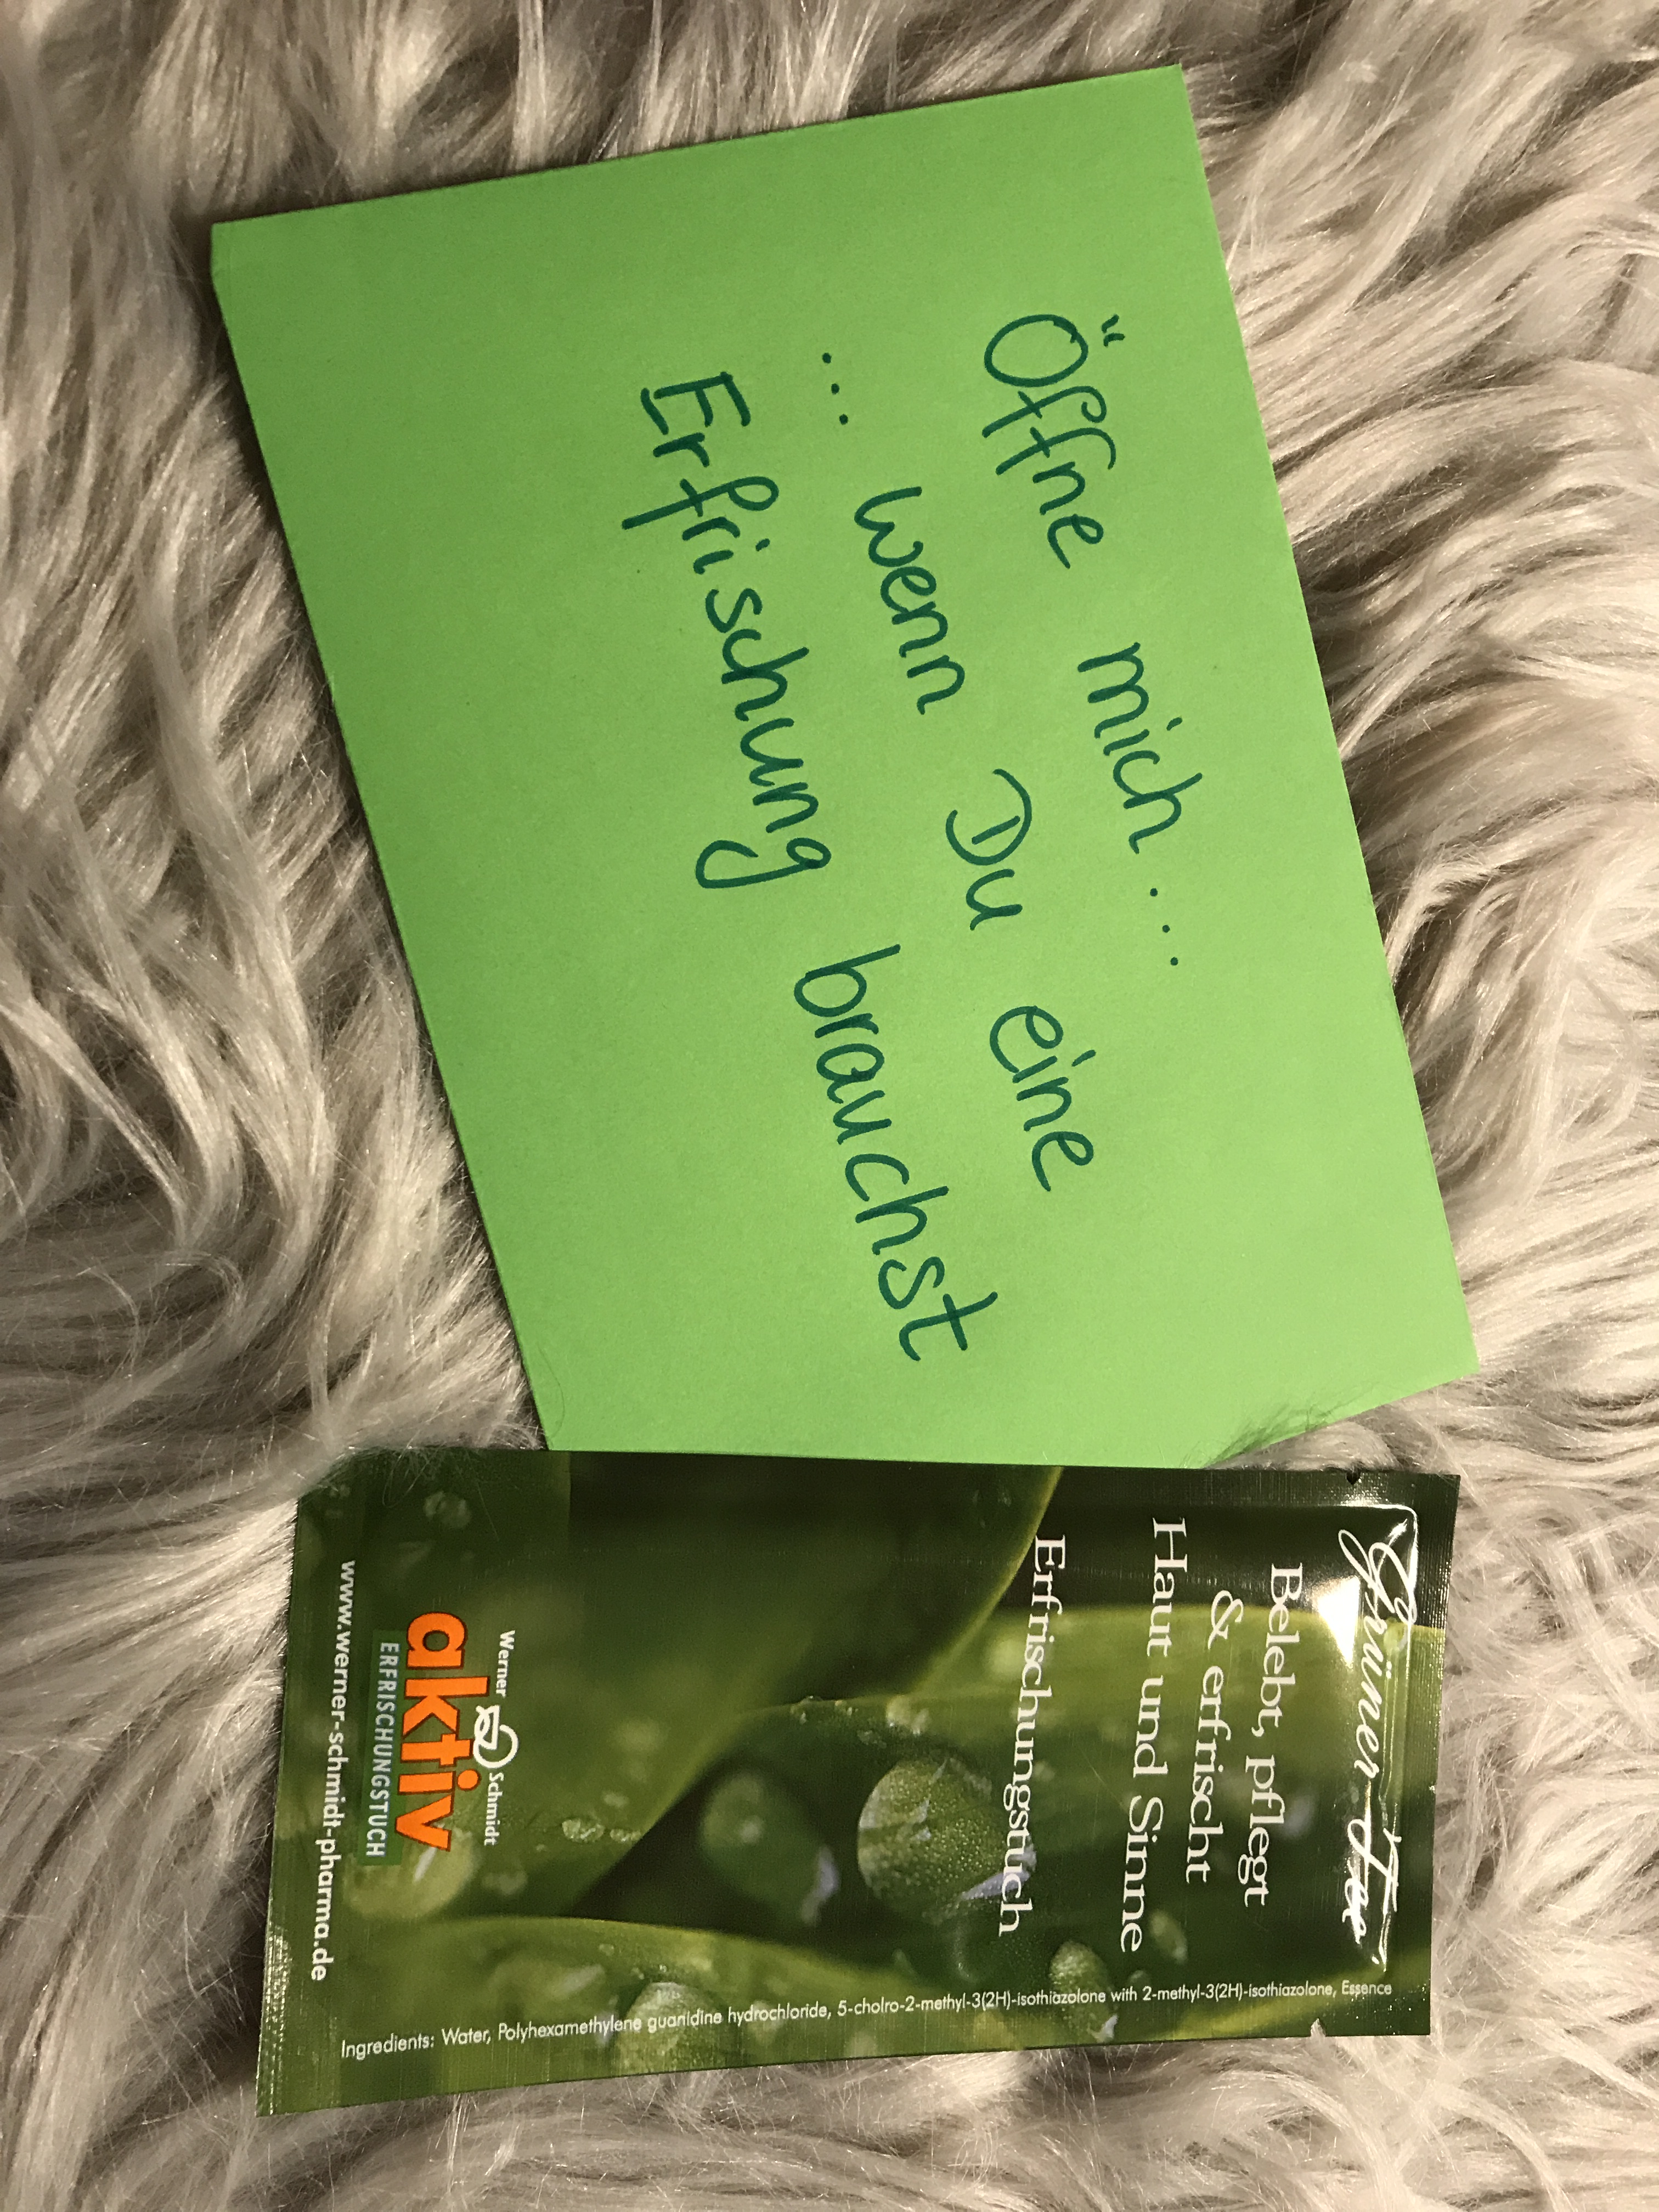 Öffne mich ...
... wenn Du eine
Erfrischung brauchst
Grüner Tee
Belebt, pflegt
& erfrischt
Haut und Sinne
Erfrischungstuch
Werner Schmidt
aktiv
ERFRISCHUNGSTUCH
www.werner-schmidt-pharma.de
Ingredients: Water, Polyhexamethylene guanidine hydrochloride, 5-cholro-2-methyl-3(2H)-isothiazolone with 2-methyl-3(2H)-isothiazolone, Essence